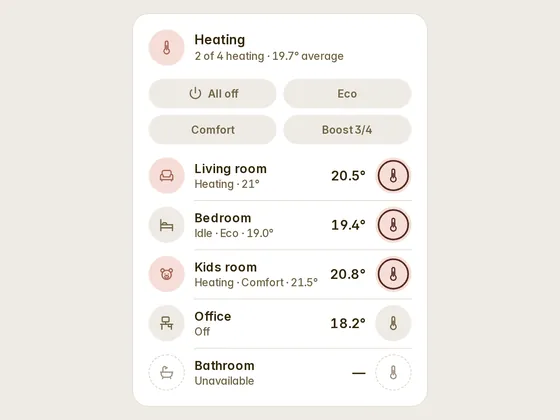 Heating
2 of 4 heating · 19.7° average
All off
Eco
Comfort
Boost 3/4
Living room
20.5°
Heating · 21°
Bedroom
19.4°
Idle · Eco · 19.0°
Kids room
20.8°
Heating · Comfort · 21.5°
Office
18.2°
Off
Bathroom
—
Unavailable